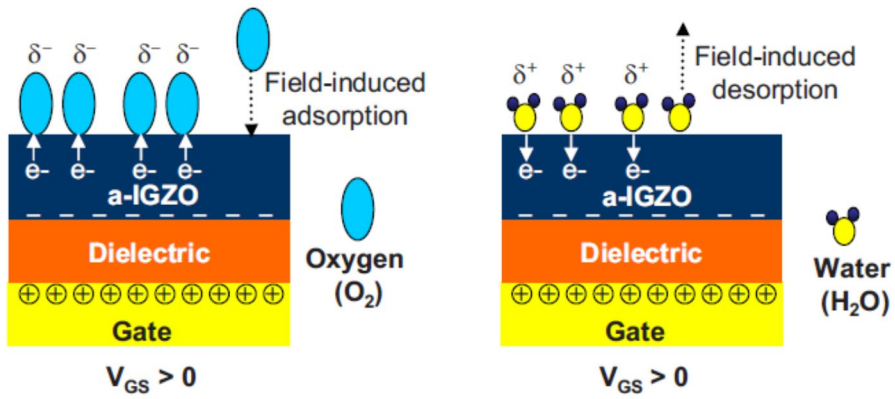 δ⁻ δ⁻ δ⁻ δ⁻
Field-induced
adsorption
e- e- e- e-
a-IGZO
Dielectric
Gate
V_GS > 0
Oxygen
(O₂)
δ⁺ δ⁺ δ⁺
Field-induced
desorption
e- e- e-
a-IGZO
Dielectric
Gate
V_GS > 0
Water
(H₂O)